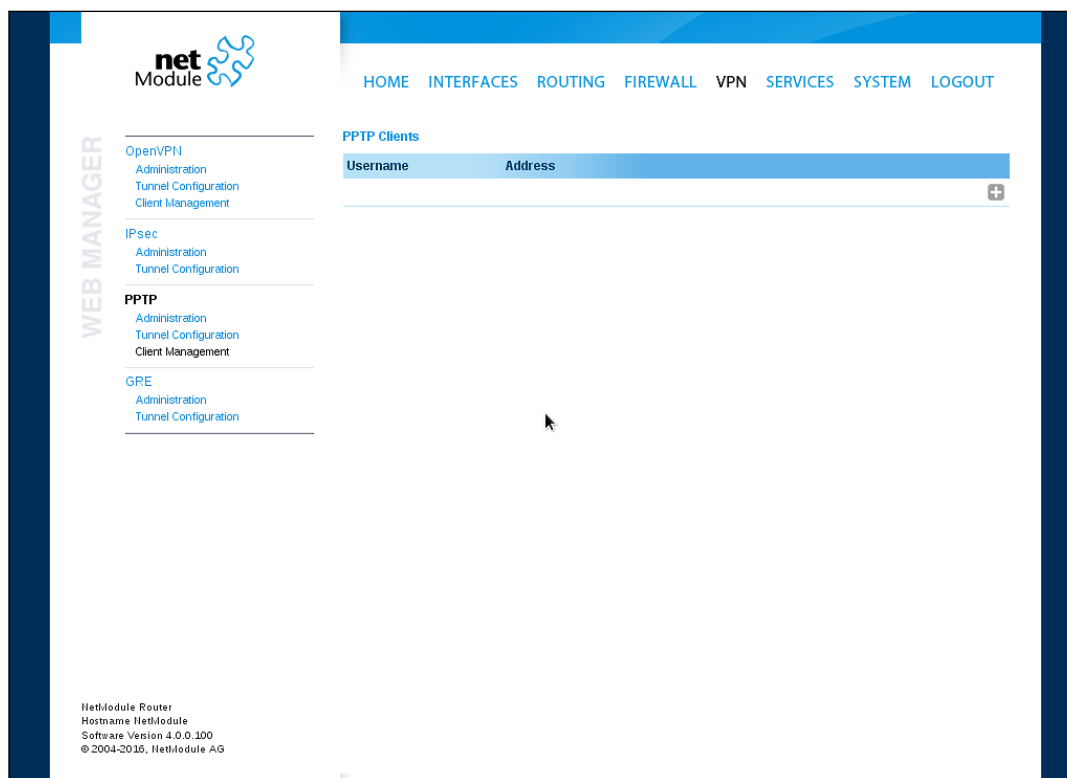 net
Module
HOME INTERFACES ROUTING FIREWALL VPN SERVICES SYSTEM LOGOUT
WEB MANAGER
OpenVPN
Administration
Tunnel Configuration
Client Management
IPsec
Administration
Tunnel Configuration
PPTP
Administration
Tunnel Configuration
Client Management
GRE
Administration
Tunnel Configuration
PPTP Clients
Username Address
NetModule Router
Hostname NetModule
Software Version 4.0.0.100
© 2004-2016, NetModule AG